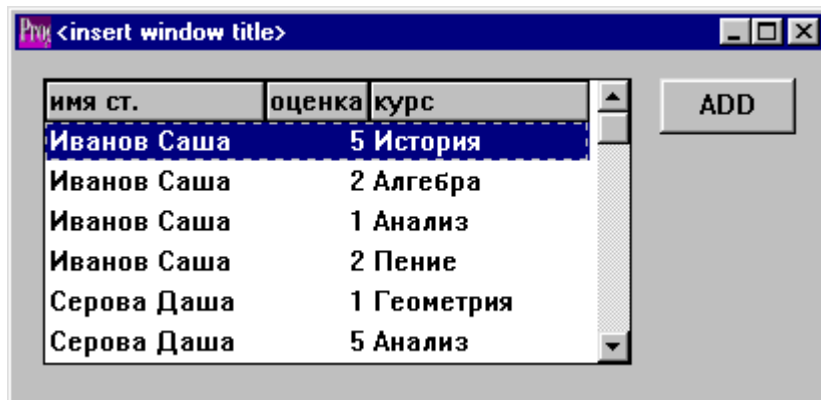 Pro <insert window title>
имя ст. оценка курс ADD
Иванов Саша 5 История
Иванов Саша 2 Алгебра
Иванов Саша 1 Анализ
Иванов Саша 2 Пение
Серова Даша 1 Геометрия
Серова Даша 5 Анализ